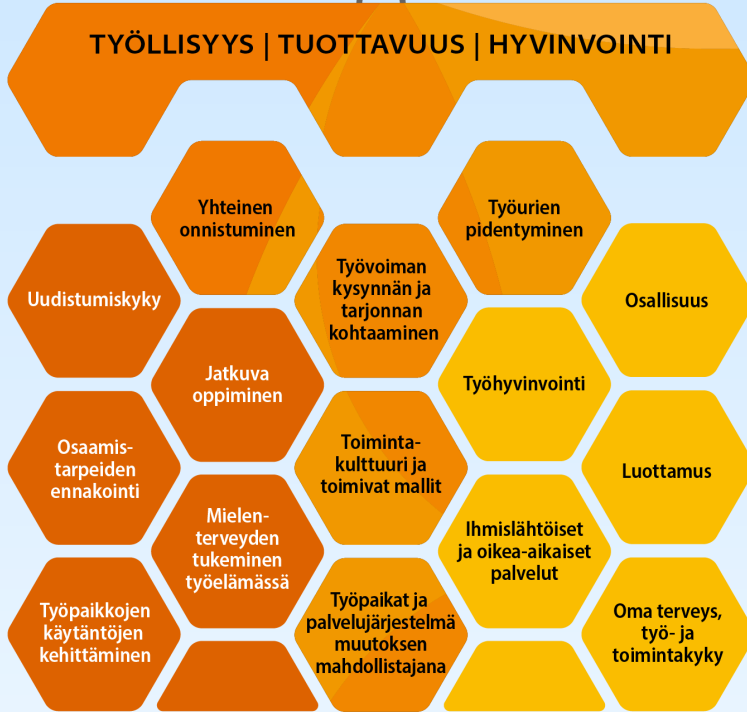 TYÖLLISYYS | TUOTTAVUUS | HYVINVOINTI
Yhteinen
onnistuminen
Työurien
pidentyminen
Uudistumiskyky
Työvoiman
kysynnän ja
tarjonnan
kohtaaminen
Osallisuus
Jatkuva
oppiminen
Työhyvinvointi
Osaamis-
tarpeiden
ennakointi
Toiminta-
kulttuuri ja
toimivat mallit
Luottamus
Mielen-
terveyden
tukeminen
työelämässä
Ihmislähtöiset
ja oikea-aikaiset
palvelut
Työpaikkojen
käytäntöjen
kehittäminen
Työpaikat ja
palvelujärjestelmä
muutoksen
mahdollistajana
Oma terveys,
työ- ja
toimintakyky